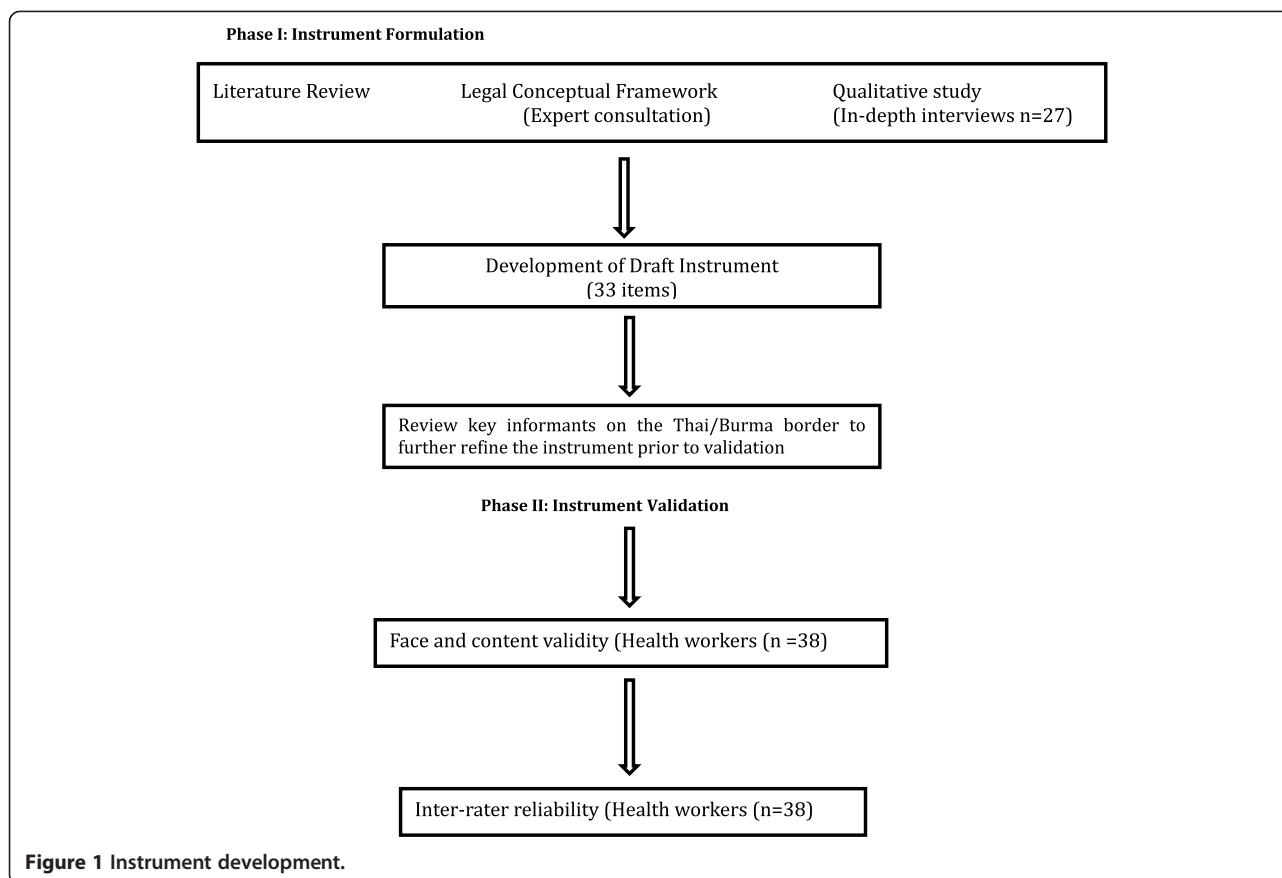 Phase I: Instrument Formulation
Literature Review Legal Conceptual Framework Qualitative study
(Expert consultation) (In-depth interviews n=27)
Development of Draft Instrument
(33 items)
Review key informants on the Thai/Burma border to
further refine the instrument prior to validation
Phase II: Instrument Validation
Face and content validity (Health workers (n =38)
Inter-rater reliability (Health workers (n=38)
Figure 1 Instrument development.